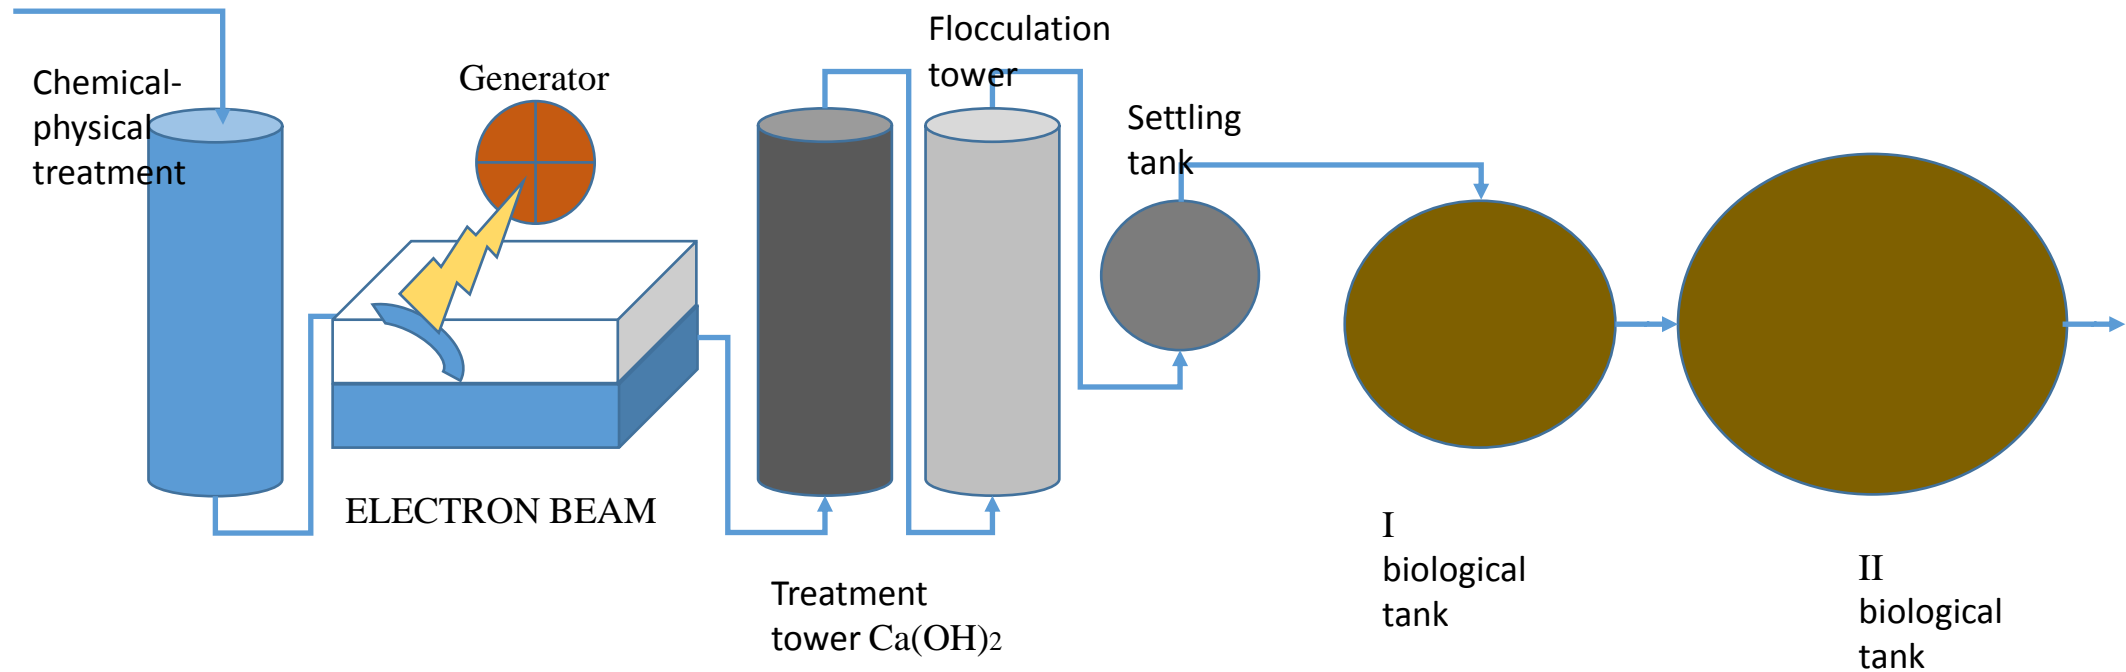 Chemical-
physical
treatment
Generator
ELECTRON BEAM
Treatment
tower Ca(OH)2
Flocculation
tower
Settling
tank
I
biological
tank
II
biological
tank